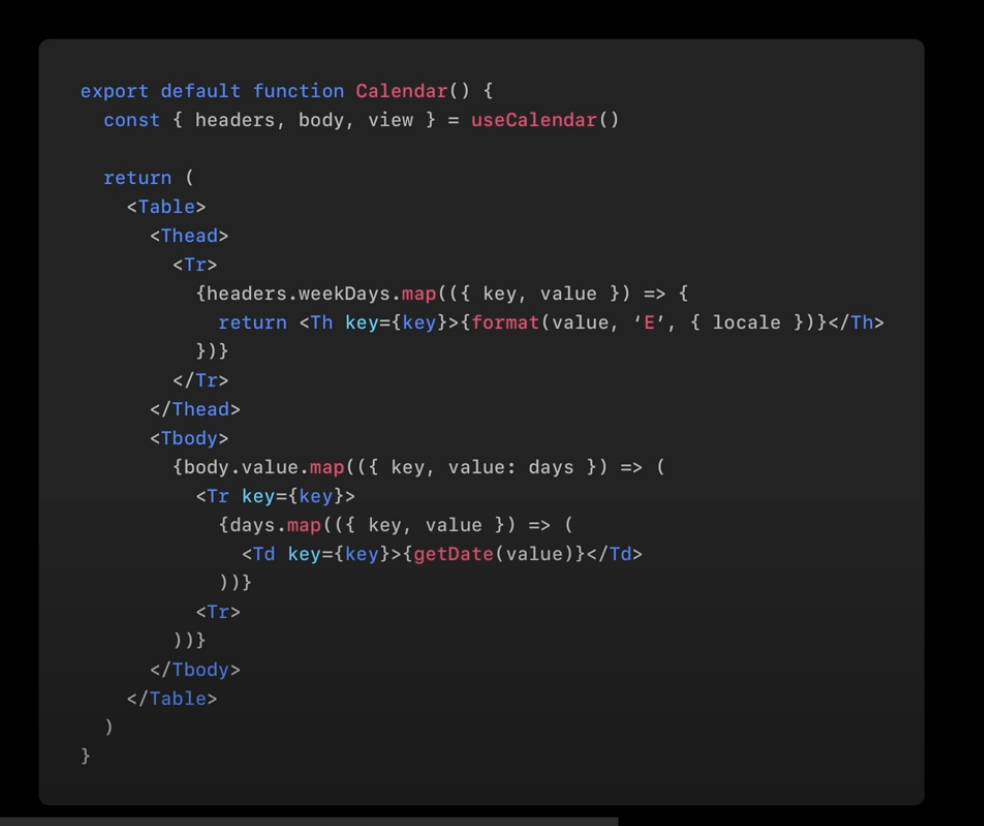 export default function Calendar() {
  const { headers, body, view } = useCalendar()

  return (
    <Table>
      <Thead>
        <Tr>
          {headers.weekDays.map(({ key, value }) => {
            return <Th key={key}>{format(value, ‘E’, { locale })}</Th>
          })}
        </Tr>
      </Thead>
      <Tbody>
        {body.value.map(({ key, value: days }) => (
          <Tr key={key}>
            {days.map(({ key, value }) => (
              <Td key={key}>{getDate(value)}</Td>
            ))}
          <Tr>
        ))}
      </Tbody>
    </Table>
  )
}